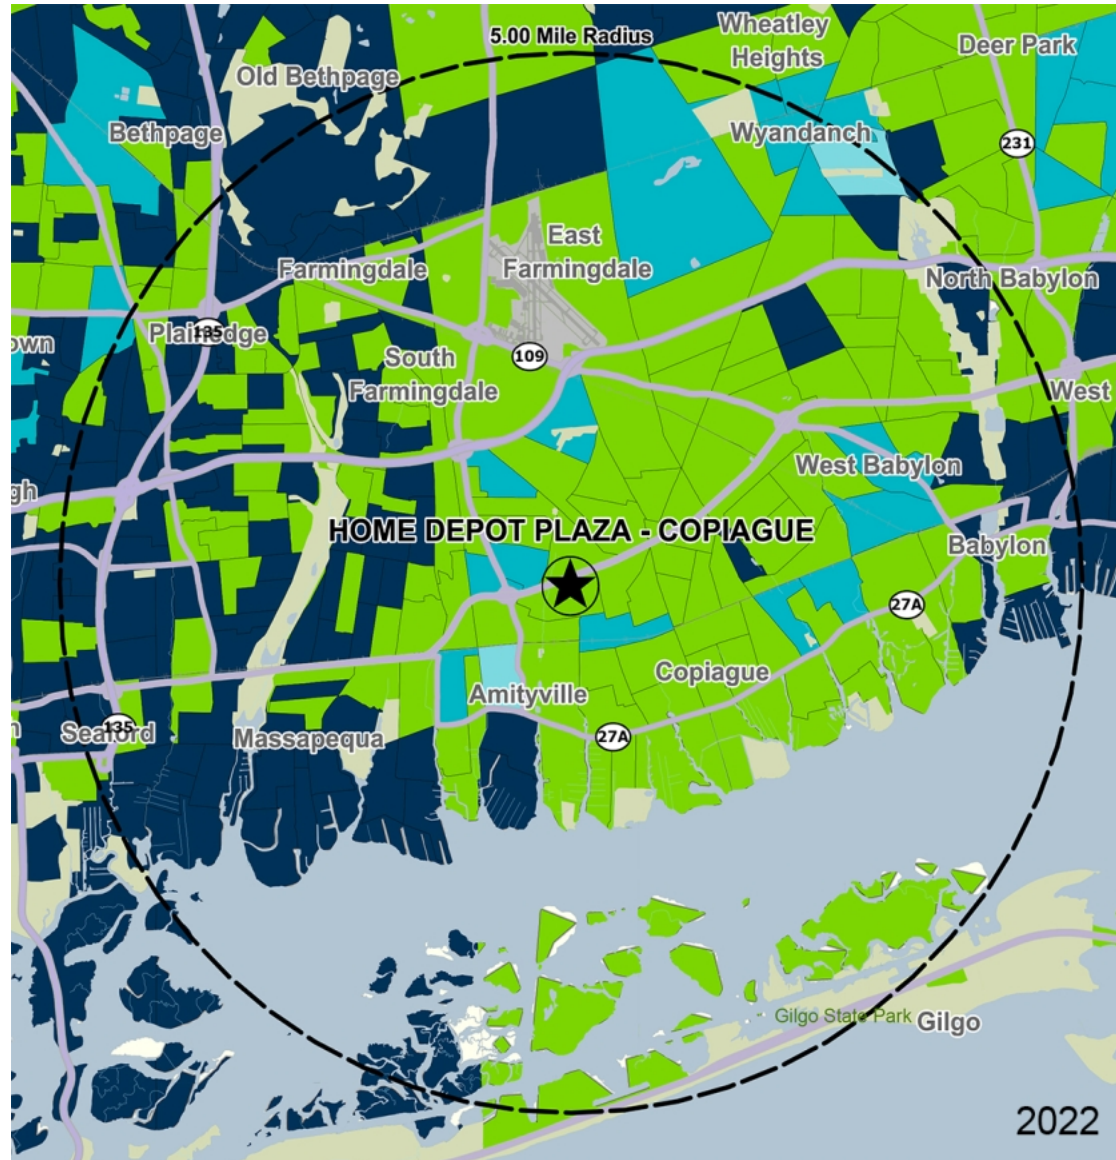 Wheatley
Heights
5.00 Mile Radius
Deer Park
Old Bethpage
Bethpage
Wyandanch
231
East
Farmingdale
Farmingdale
North Babylon
135
Plainedge
own
South
Farmingdale
109
West
West Babylon
gh
HOME DEPOT PLAZA - COPIAGUE
Babylon
27A
Copiague
Amityville
135
Seaford
Massapequa
27A
n
Gilgo State Park
Gilgo
2022